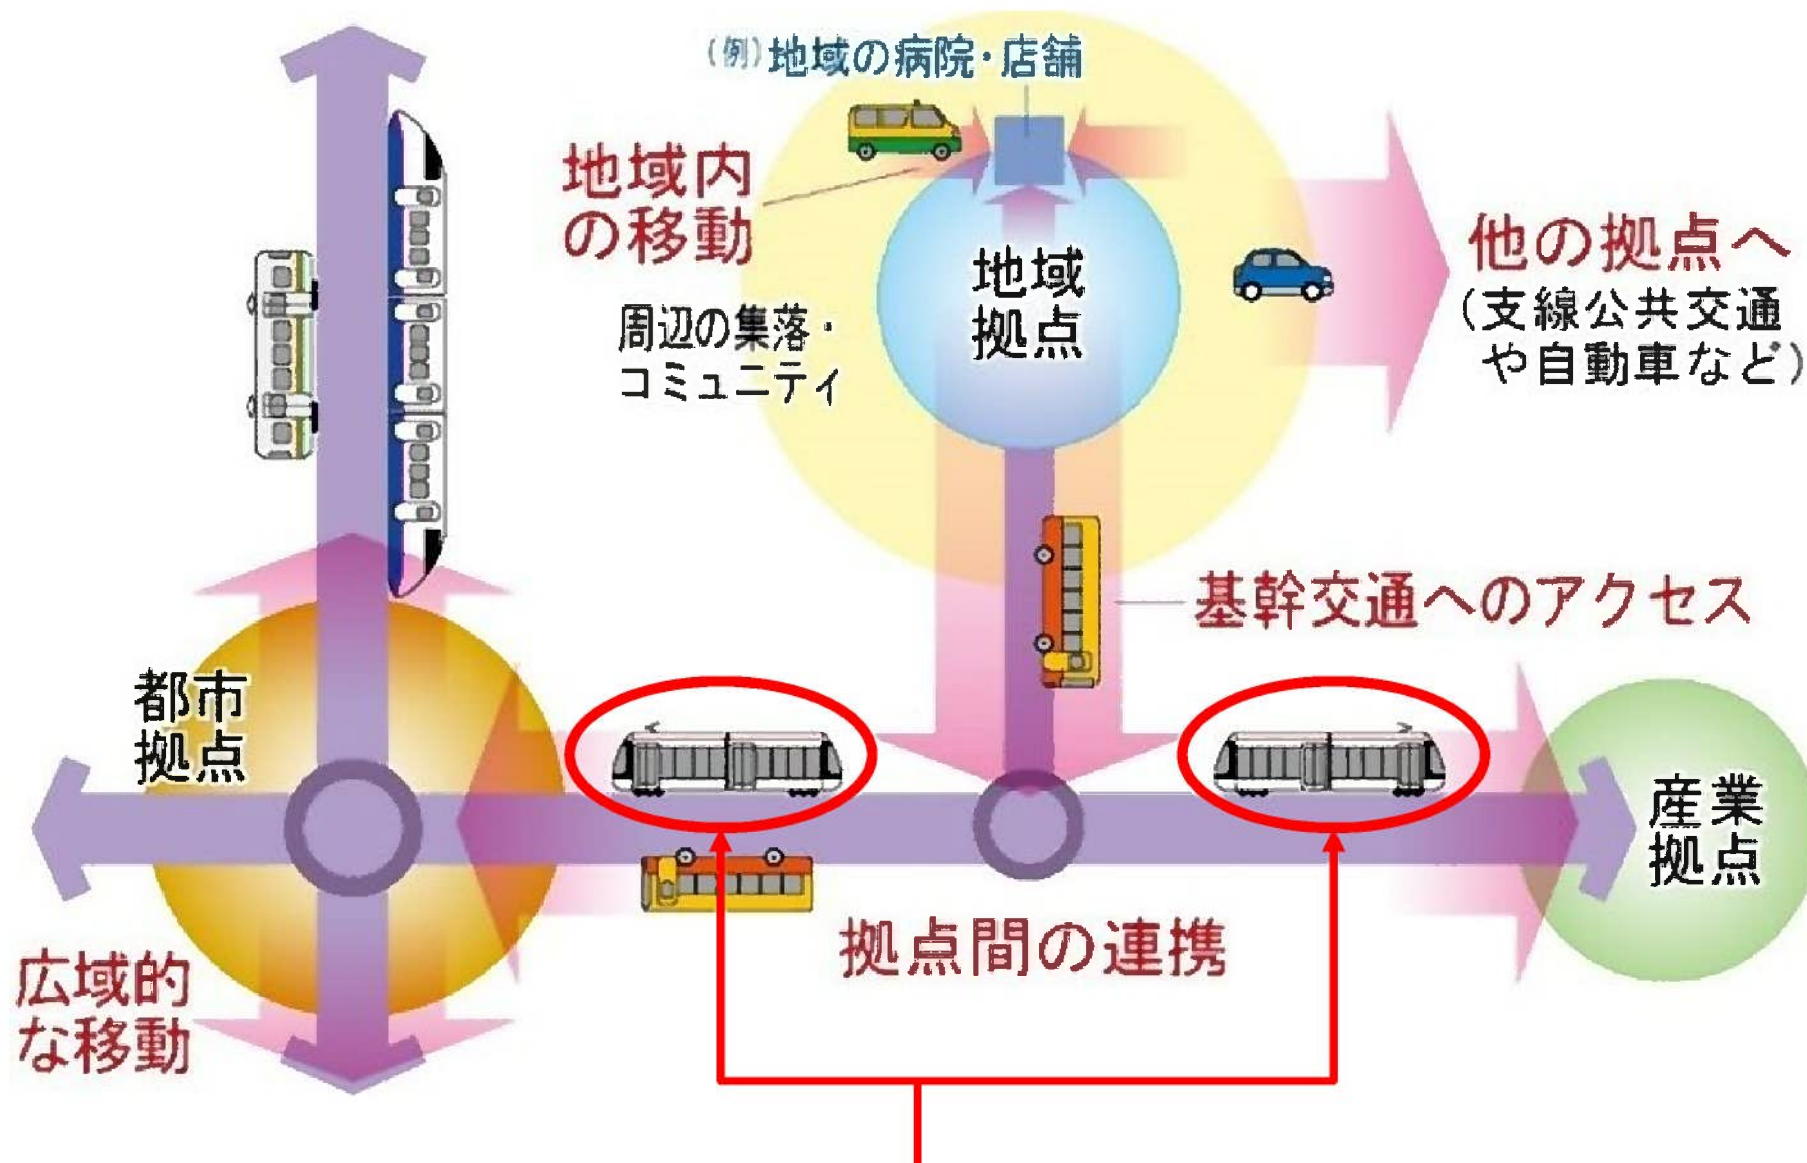 (例)地域の病院・店舗
地域内
の移動
地域
拠点
周辺の集落・
コミュニティ
他の拠点へ
(支線公共交通
や自動車など)
基幹交通へのアクセス
都市
拠点
産業
拠点
拠点間の連携
広域的
な移動